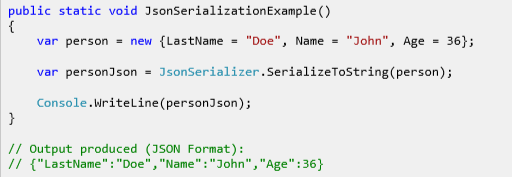 public static void JsonSerializationExample()
{
    var person = new {LastName = "Doe", Name = "John", Age = 36};
    var personJson = JsonSerializer.SerializeToString(person);
    Console.WriteLine(personJson);
}
// Output produced (JSON Format):
// {"LastName":"Doe","Name":"John","Age":36}